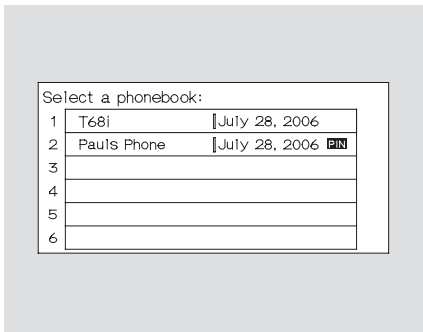 Select a phonebook:
1 T68i July 28, 2006
2 Pauls Phone July 28, 2006 PIN
3
4
5
6